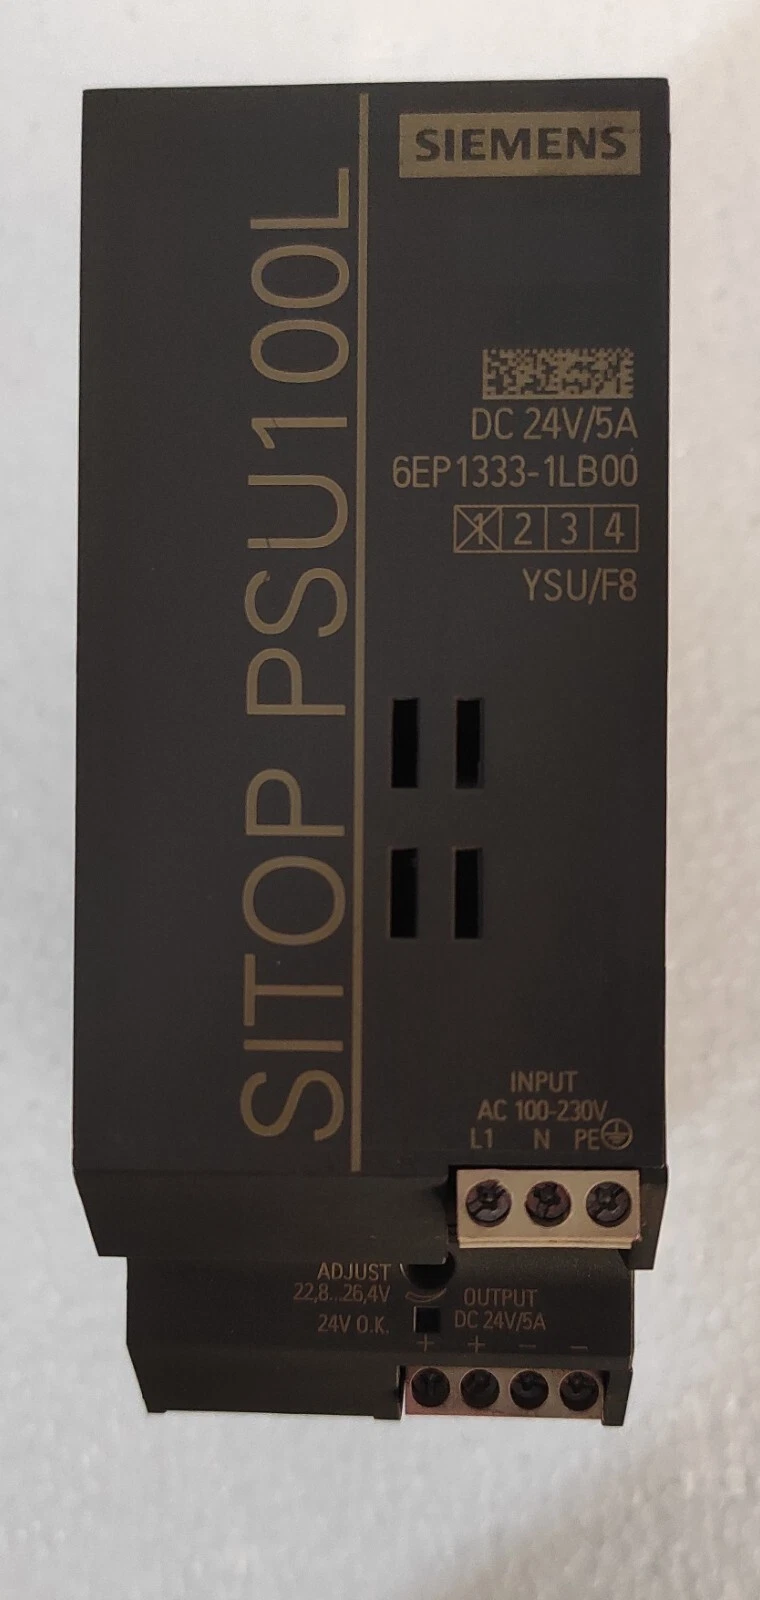 SIEMENS
SITOP PSU100L
DC 24V/5A
6EP1333-1LB00
1 2 3 4
YSU/F8
INPUT
AC 100-230V
L1 N PE
ADJUST
22,8...26,4V
24V O.K.
OUTPUT
DC 24V/5A
+ + - -